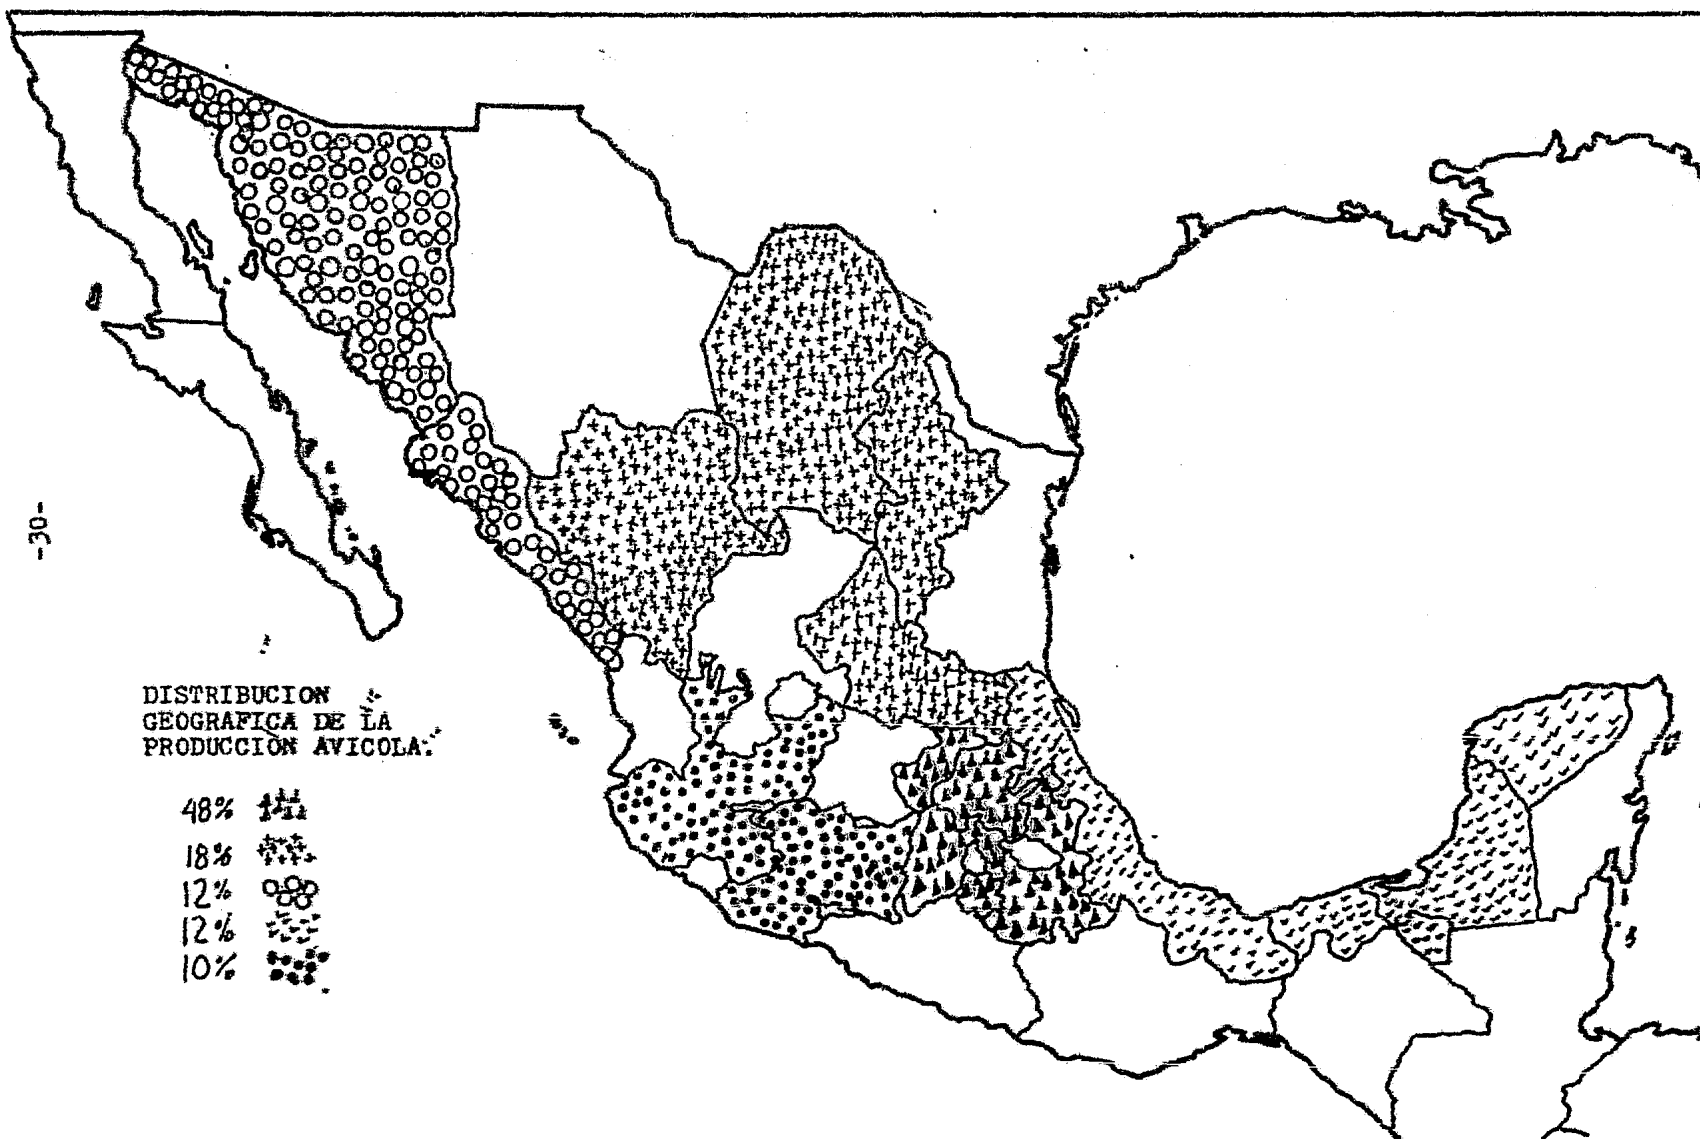 -30-
DISTRIBUCION
GEOGRAFICA DE LA
PRODUCCION AVICOLA.
48%
18%
12%
12%
10%